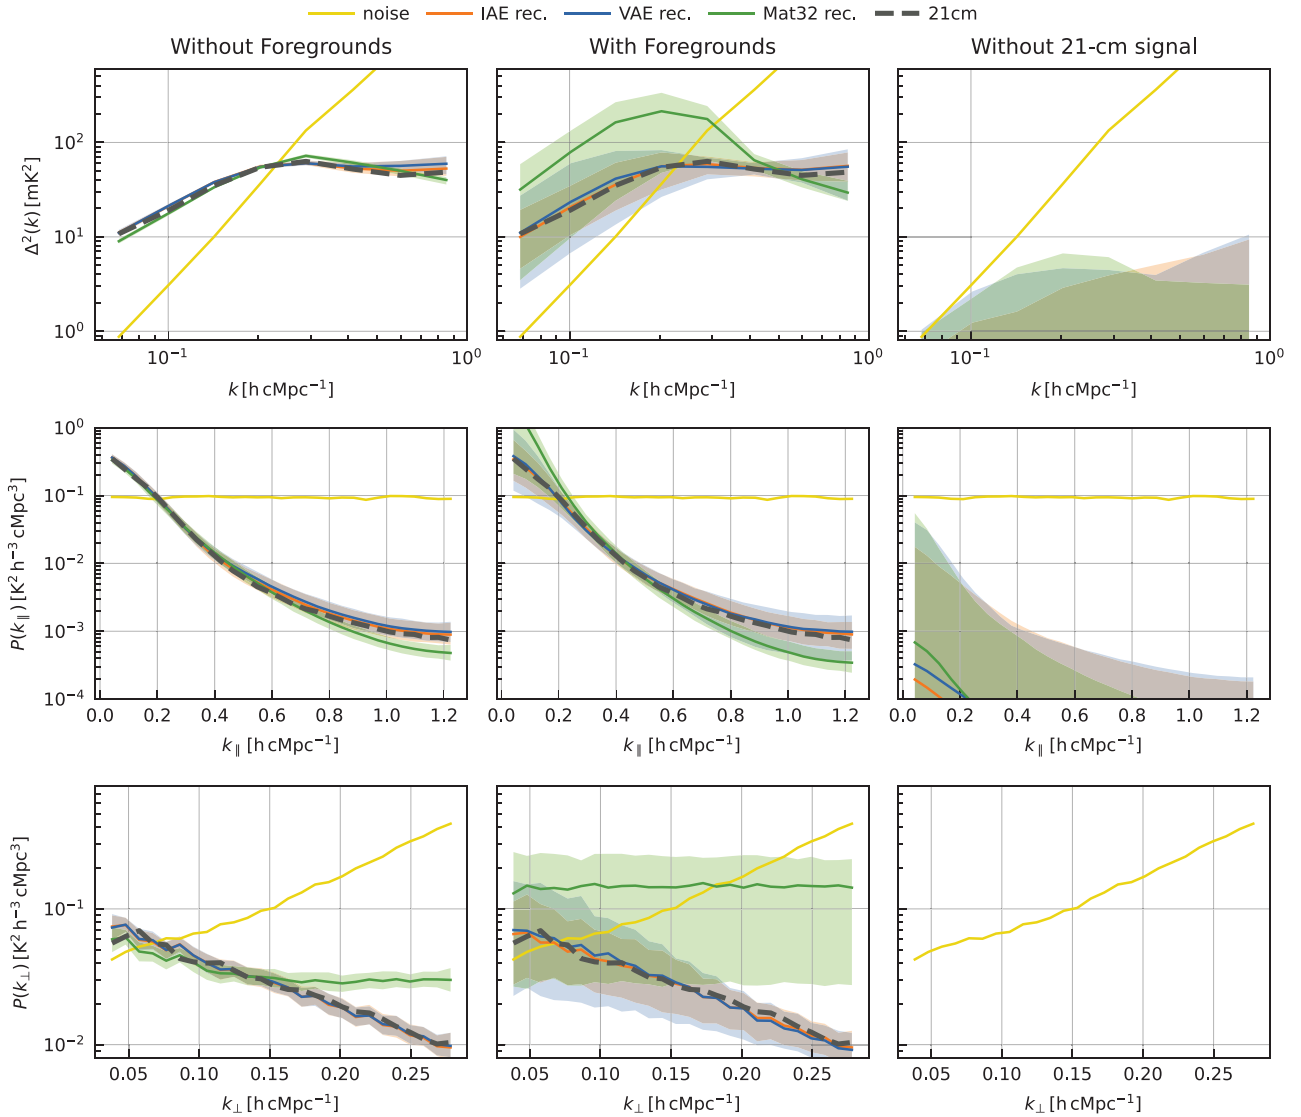 noise IAE rec. VAE rec. Mat32 rec. 21cm
Without Foregrounds With Foregrounds Without 21-cm signal
Δ²(k) [mK²]
10² 10¹ 10⁰
10⁻¹ 10⁰ 10⁻¹ 10⁰ 10⁻¹ 10⁰
k [h cMpc⁻¹] k [h cMpc⁻¹] k [h cMpc⁻¹]
P(k∥) [K² h⁻³ cMpc³]
10⁰ 10⁻¹ 10⁻² 10⁻³ 10⁻⁴
0.0 0.2 0.4 0.6 0.8 1.0 1.2 0.0 0.2 0.4 0.6 0.8 1.0 1.2 0.0 0.2 0.4 0.6 0.8 1.0 1.2
k∥ [h cMpc⁻¹] k∥ [h cMpc⁻¹] k∥ [h cMpc⁻¹]
P(k⊥) [K² h⁻³ cMpc³]
10⁻¹ 10⁻²
0.05 0.10 0.15 0.20 0.25 0.05 0.10 0.15 0.20 0.25 0.05 0.10 0.15 0.20 0.25
k⊥ [h cMpc⁻¹] k⊥ [h cMpc⁻¹] k⊥ [h cMpc⁻¹]